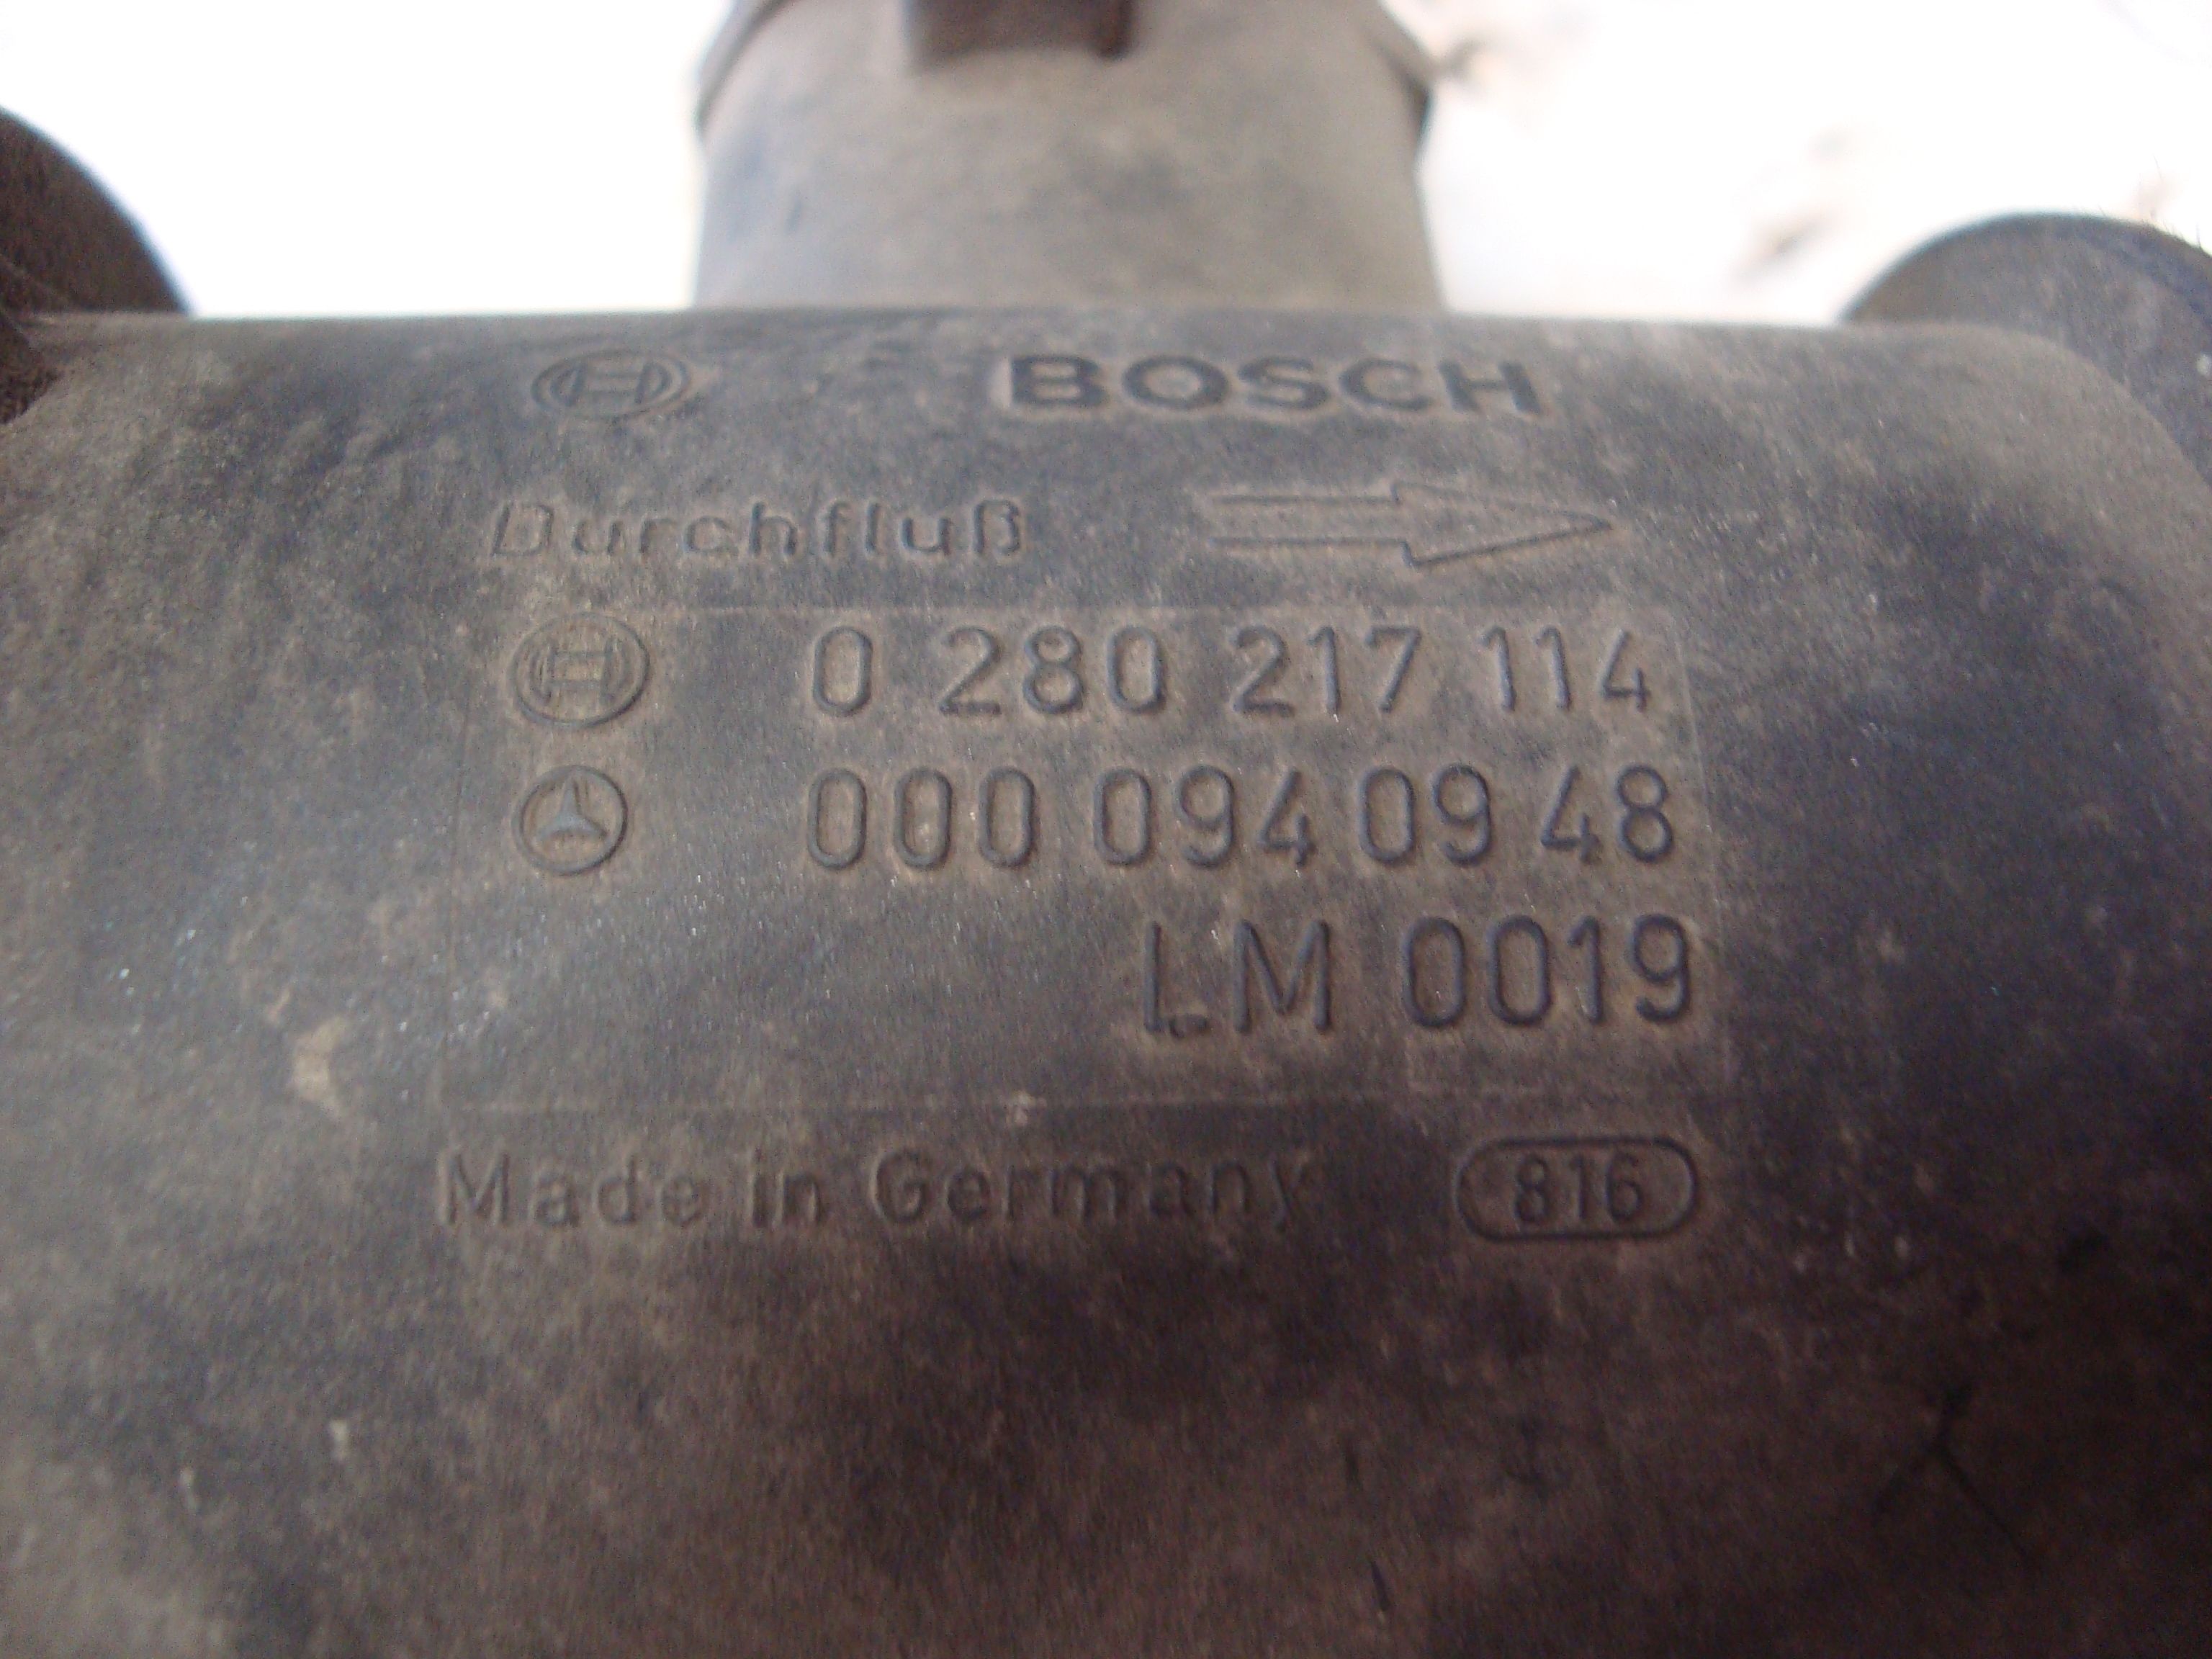 BOSCH
Durchfluß
0 280 217 114
000 094 09 48
LM 0019
Made in Germany 816